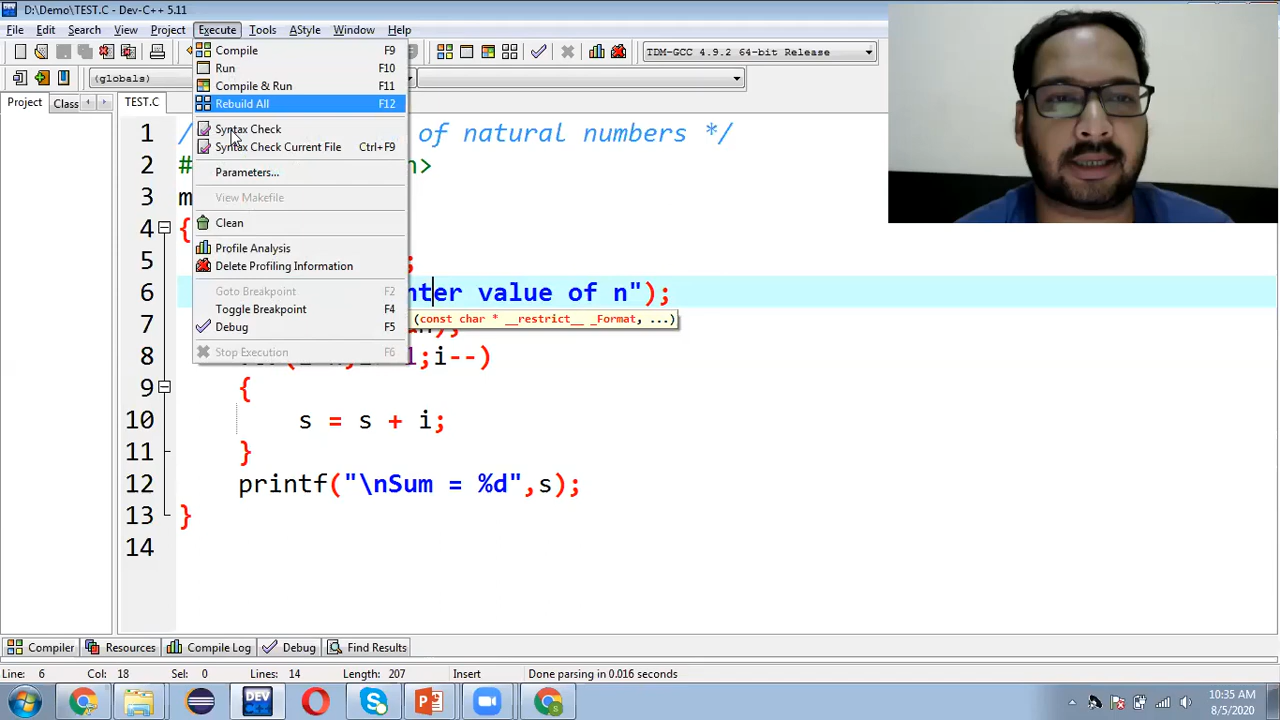 D:\Demo\TEST.C - Dev-C++ 5.11
File Edit Search View Project Execute Tools AStyle Window Help
TDM-GCC 4.9.2 64-bit Release
(globals)
Project Class TEST.C
Compile F9
Run F10
Compile & Run F11
Rebuild All F12
Syntax Check
Syntax Check Current File Ctrl+F9
Parameters...
View Makefile
Clean
Profile Analysis
Delete Profiling Information
Goto Breakpoint F2
Toggle Breakpoint F4
Debug F5
Stop Execution F6
1 / of natural numbers */
2 # >
3 m
4 {
5 ;
6 nter value of n");
(const char * __restrict__ _Format, ...)
7 );
8 ;i--)
9 {
10 s = s + i;
11 }
12 printf("\nSum = %d",s);
13 }
14
Compiler Resources Compile Log Debug Find Results
Line: 6 Col: 18 Sel: 0 Lines: 14 Length: 207 Insert Done parsing in 0.016 seconds
DEV
10:35 AM
8/5/2020